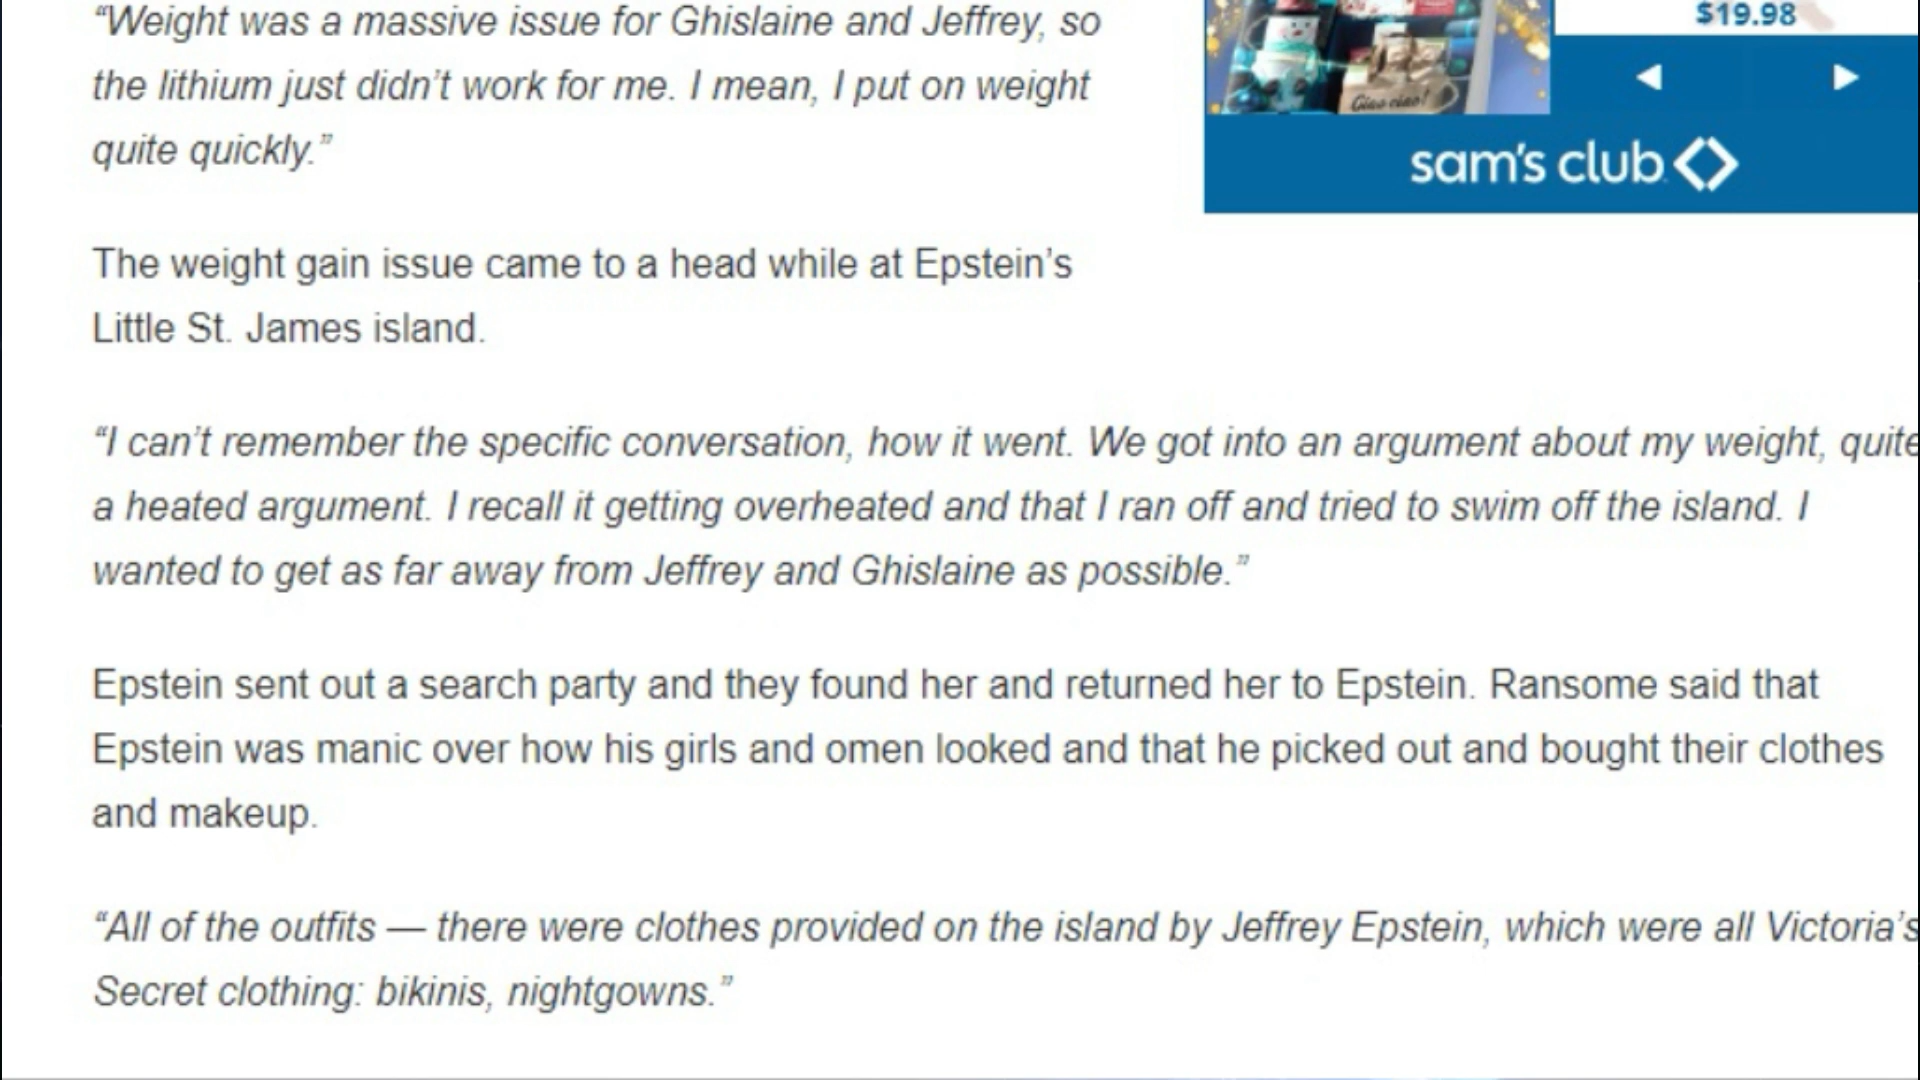 “Weight was a massive issue for Ghislaine and Jeffrey, so
the lithium just didn’t work for me. I mean, I put on weight
quite quickly.”
$19.98
Ciao ciao!
sam’s club
The weight gain issue came to a head while at Epstein’s
Little St. James island.
“I can’t remember the specific conversation, how it went. We got into an argument about my weight, quite
a heated argument. I recall it getting overheated and that I ran off and tried to swim off the island. I
wanted to get as far away from Jeffrey and Ghislaine as possible.”
Epstein sent out a search party and they found her and returned her to Epstein. Ransome said that
Epstein was manic over how his girls and omen looked and that he picked out and bought their clothes
and makeup.
“All of the outfits — there were clothes provided on the island by Jeffrey Epstein, which were all Victoria’s
Secret clothing: bikinis, nightgowns.”